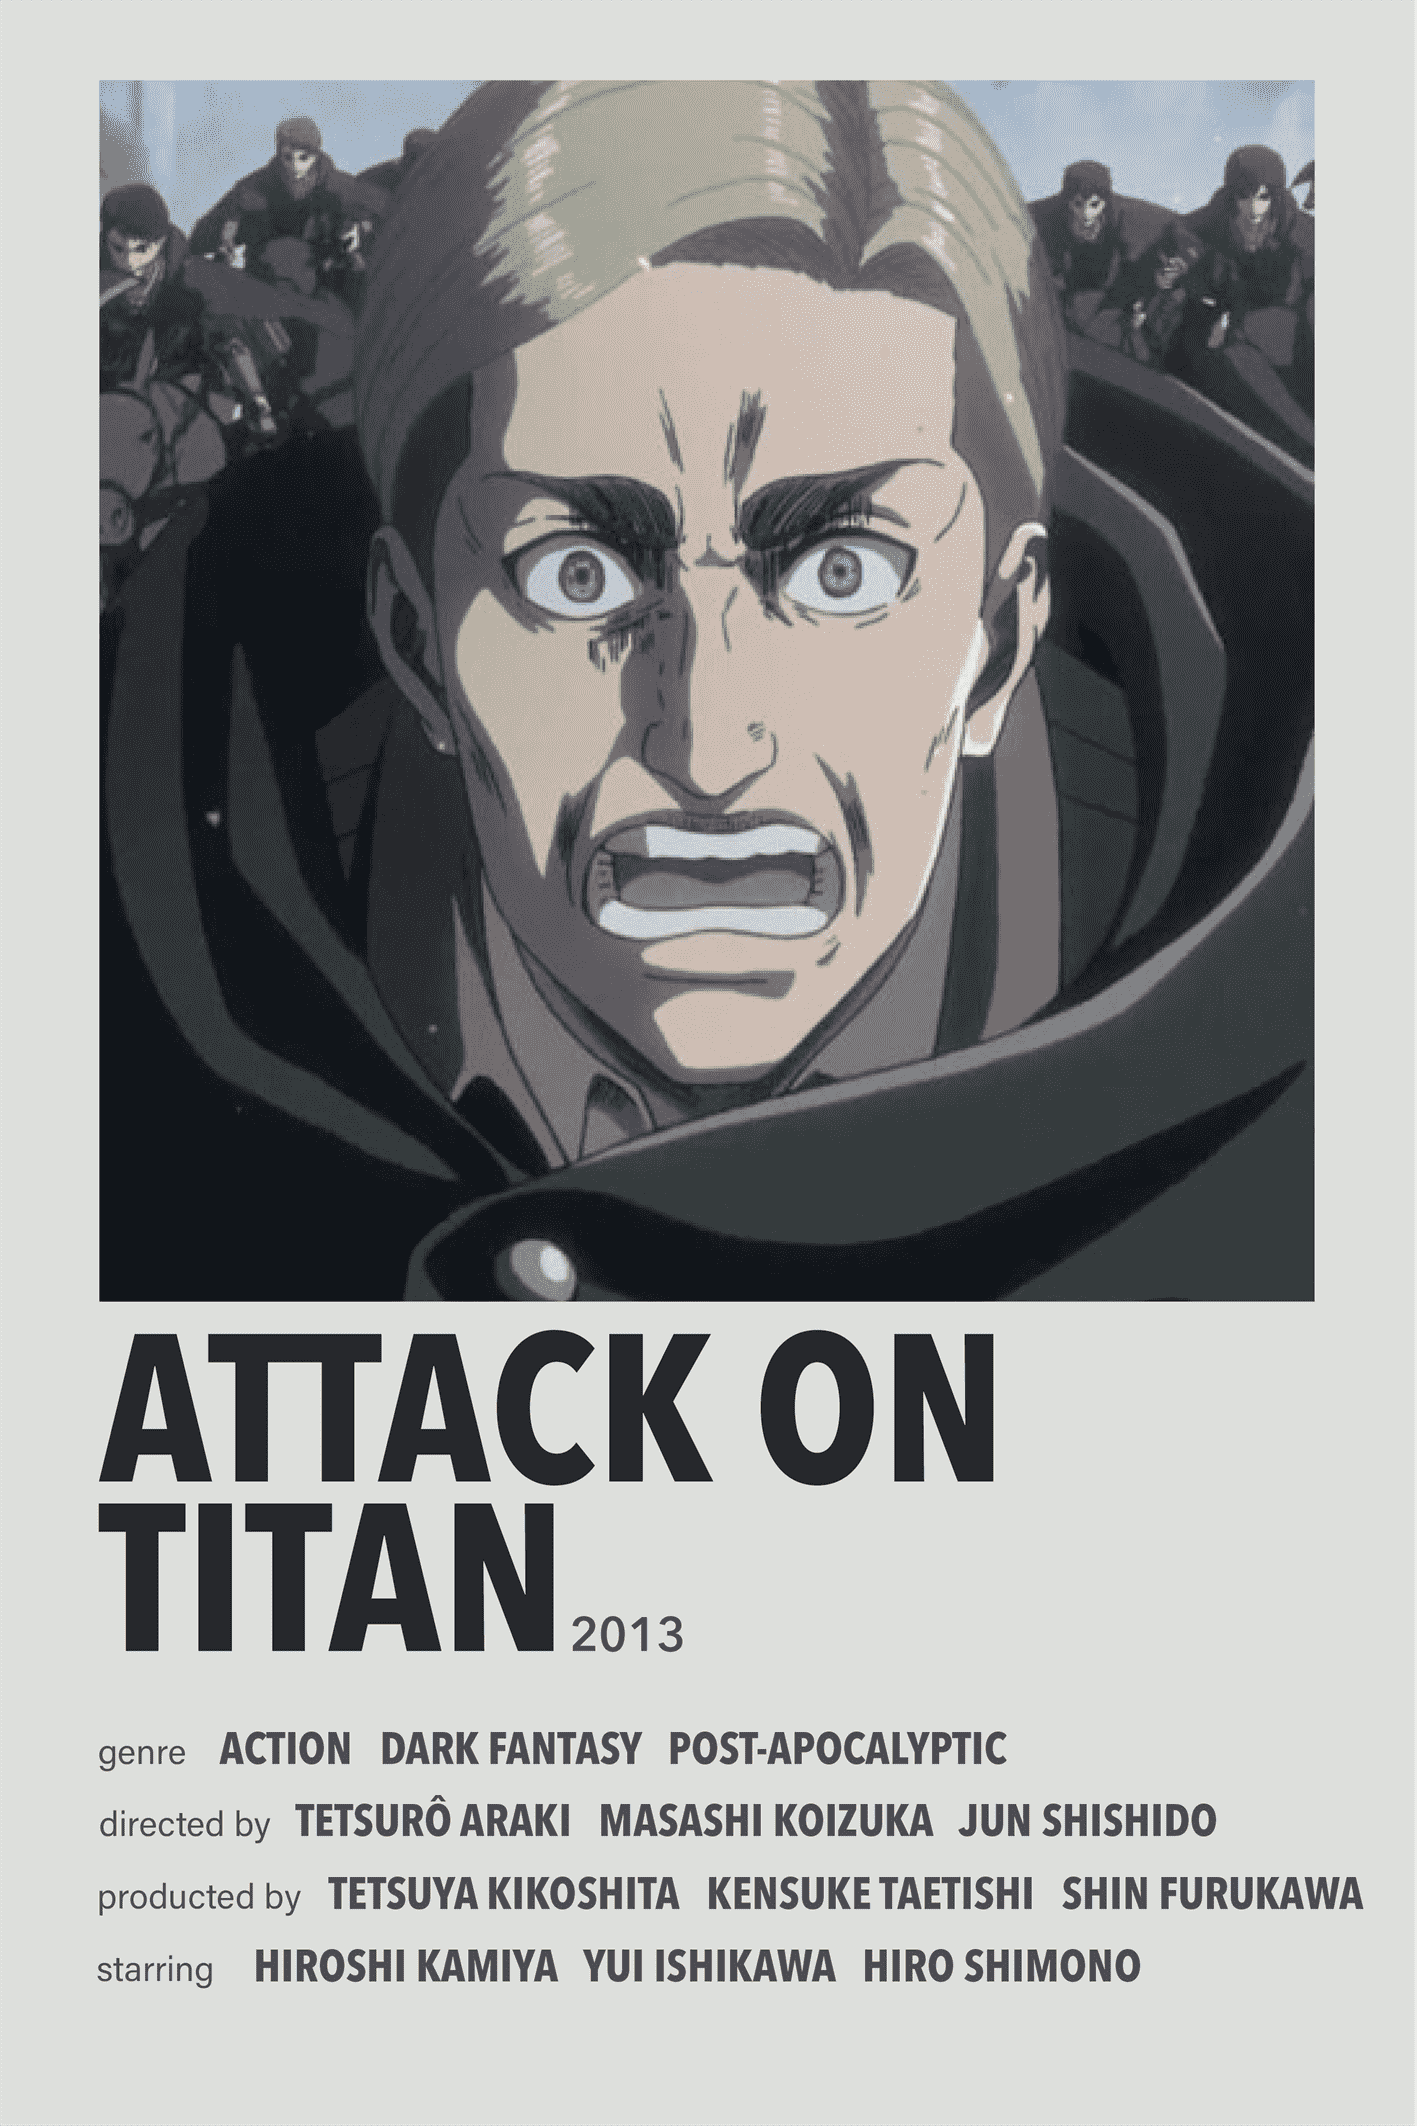 ATTACK ON
TITAN 2013
genre ACTION DARK FANTASY POST-APOCALYPTIC
directed by TETSURÔ ARAKI MASASHI KOIZUKA JUN SHISHIDO
producted by TETSUYA KIKOSHITA KENSUKE TAETISHI SHIN FURUKAWA
starring HIROSHI KAMIYA YUI ISHIKAWA HIRO SHIMONO